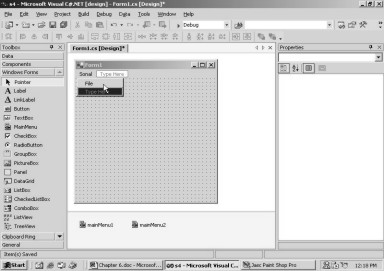 s4 - Microsoft Visual C#.NET [design] - Form1.cs [Design]*
File Edit View Project Build Debug Data Tools Window Help
Debug
Toolbox
Form1.cs [Design]*
Properties
Data
Components
Windows Forms
Pointer
Label
LinkLabel
Button
TextBox
MainMenu
CheckBox
RadioButton
GroupBox
PictureBox
Panel
DataGrid
ListBox
CheckedListBox
ComboBox
ListView
TreeView
Clipboard Ring
General
Form1
Sonal Type Here
File
Type Here
mainMenu1 mainMenu2
Item(s) Saved
Start
Chapter 6.doc - Microsof...
s4 - Microsoft Visual C...
Jasc Paint Shop Pro
12:10 PM